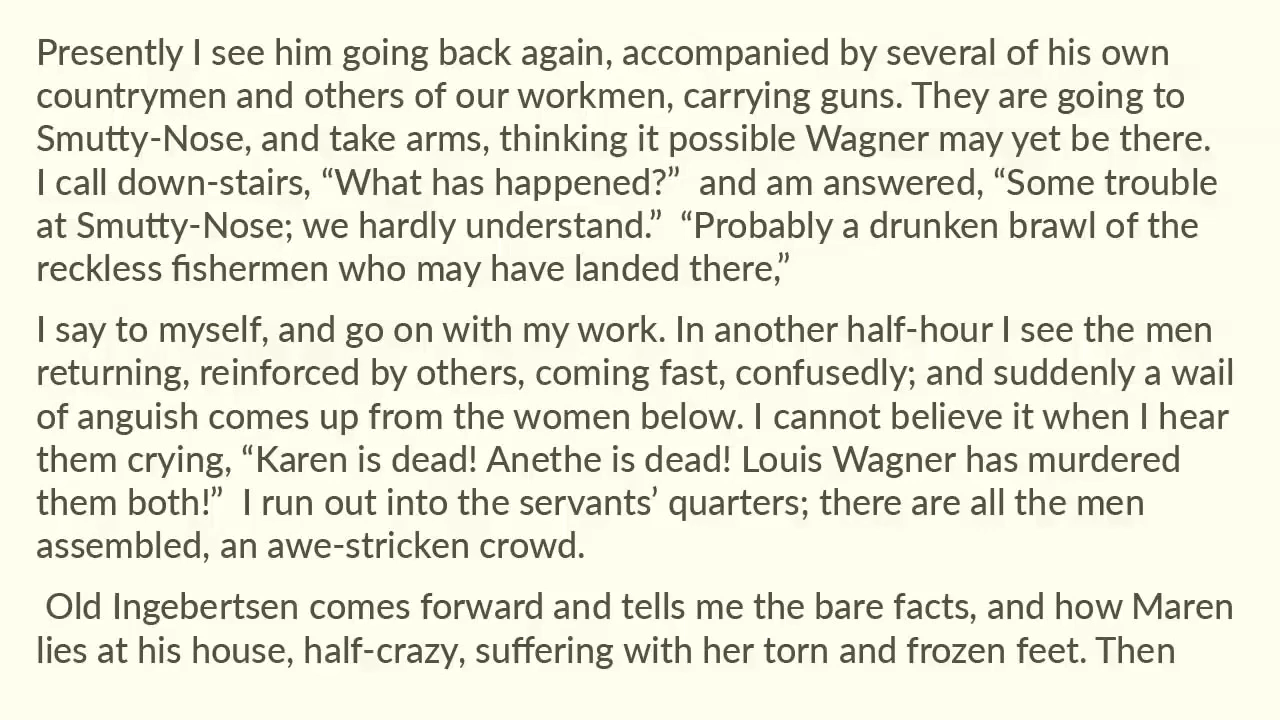 Presently I see him going back again, accompanied by several of his own
countrymen and others of our workmen, carrying guns. They are going to
Smutty-Nose, and take arms, thinking it possible Wagner may yet be there.
I call down-stairs, “What has happened?”  and am answered, “Some trouble
at Smutty-Nose; we hardly understand.”  “Probably a drunken brawl of the
reckless fishermen who may have landed there,”
I say to myself, and go on with my work. In another half-hour I see the men
returning, reinforced by others, coming fast, confusedly; and suddenly a wail
of anguish comes up from the women below. I cannot believe it when I hear
them crying, “Karen is dead! Anethe is dead! Louis Wagner has murdered
them both!”  I run out into the servants’ quarters; there are all the men
assembled, an awe-stricken crowd.
Old Ingebertsen comes forward and tells me the bare facts, and how Maren
lies at his house, half-crazy, suffering with her torn and frozen feet. Then